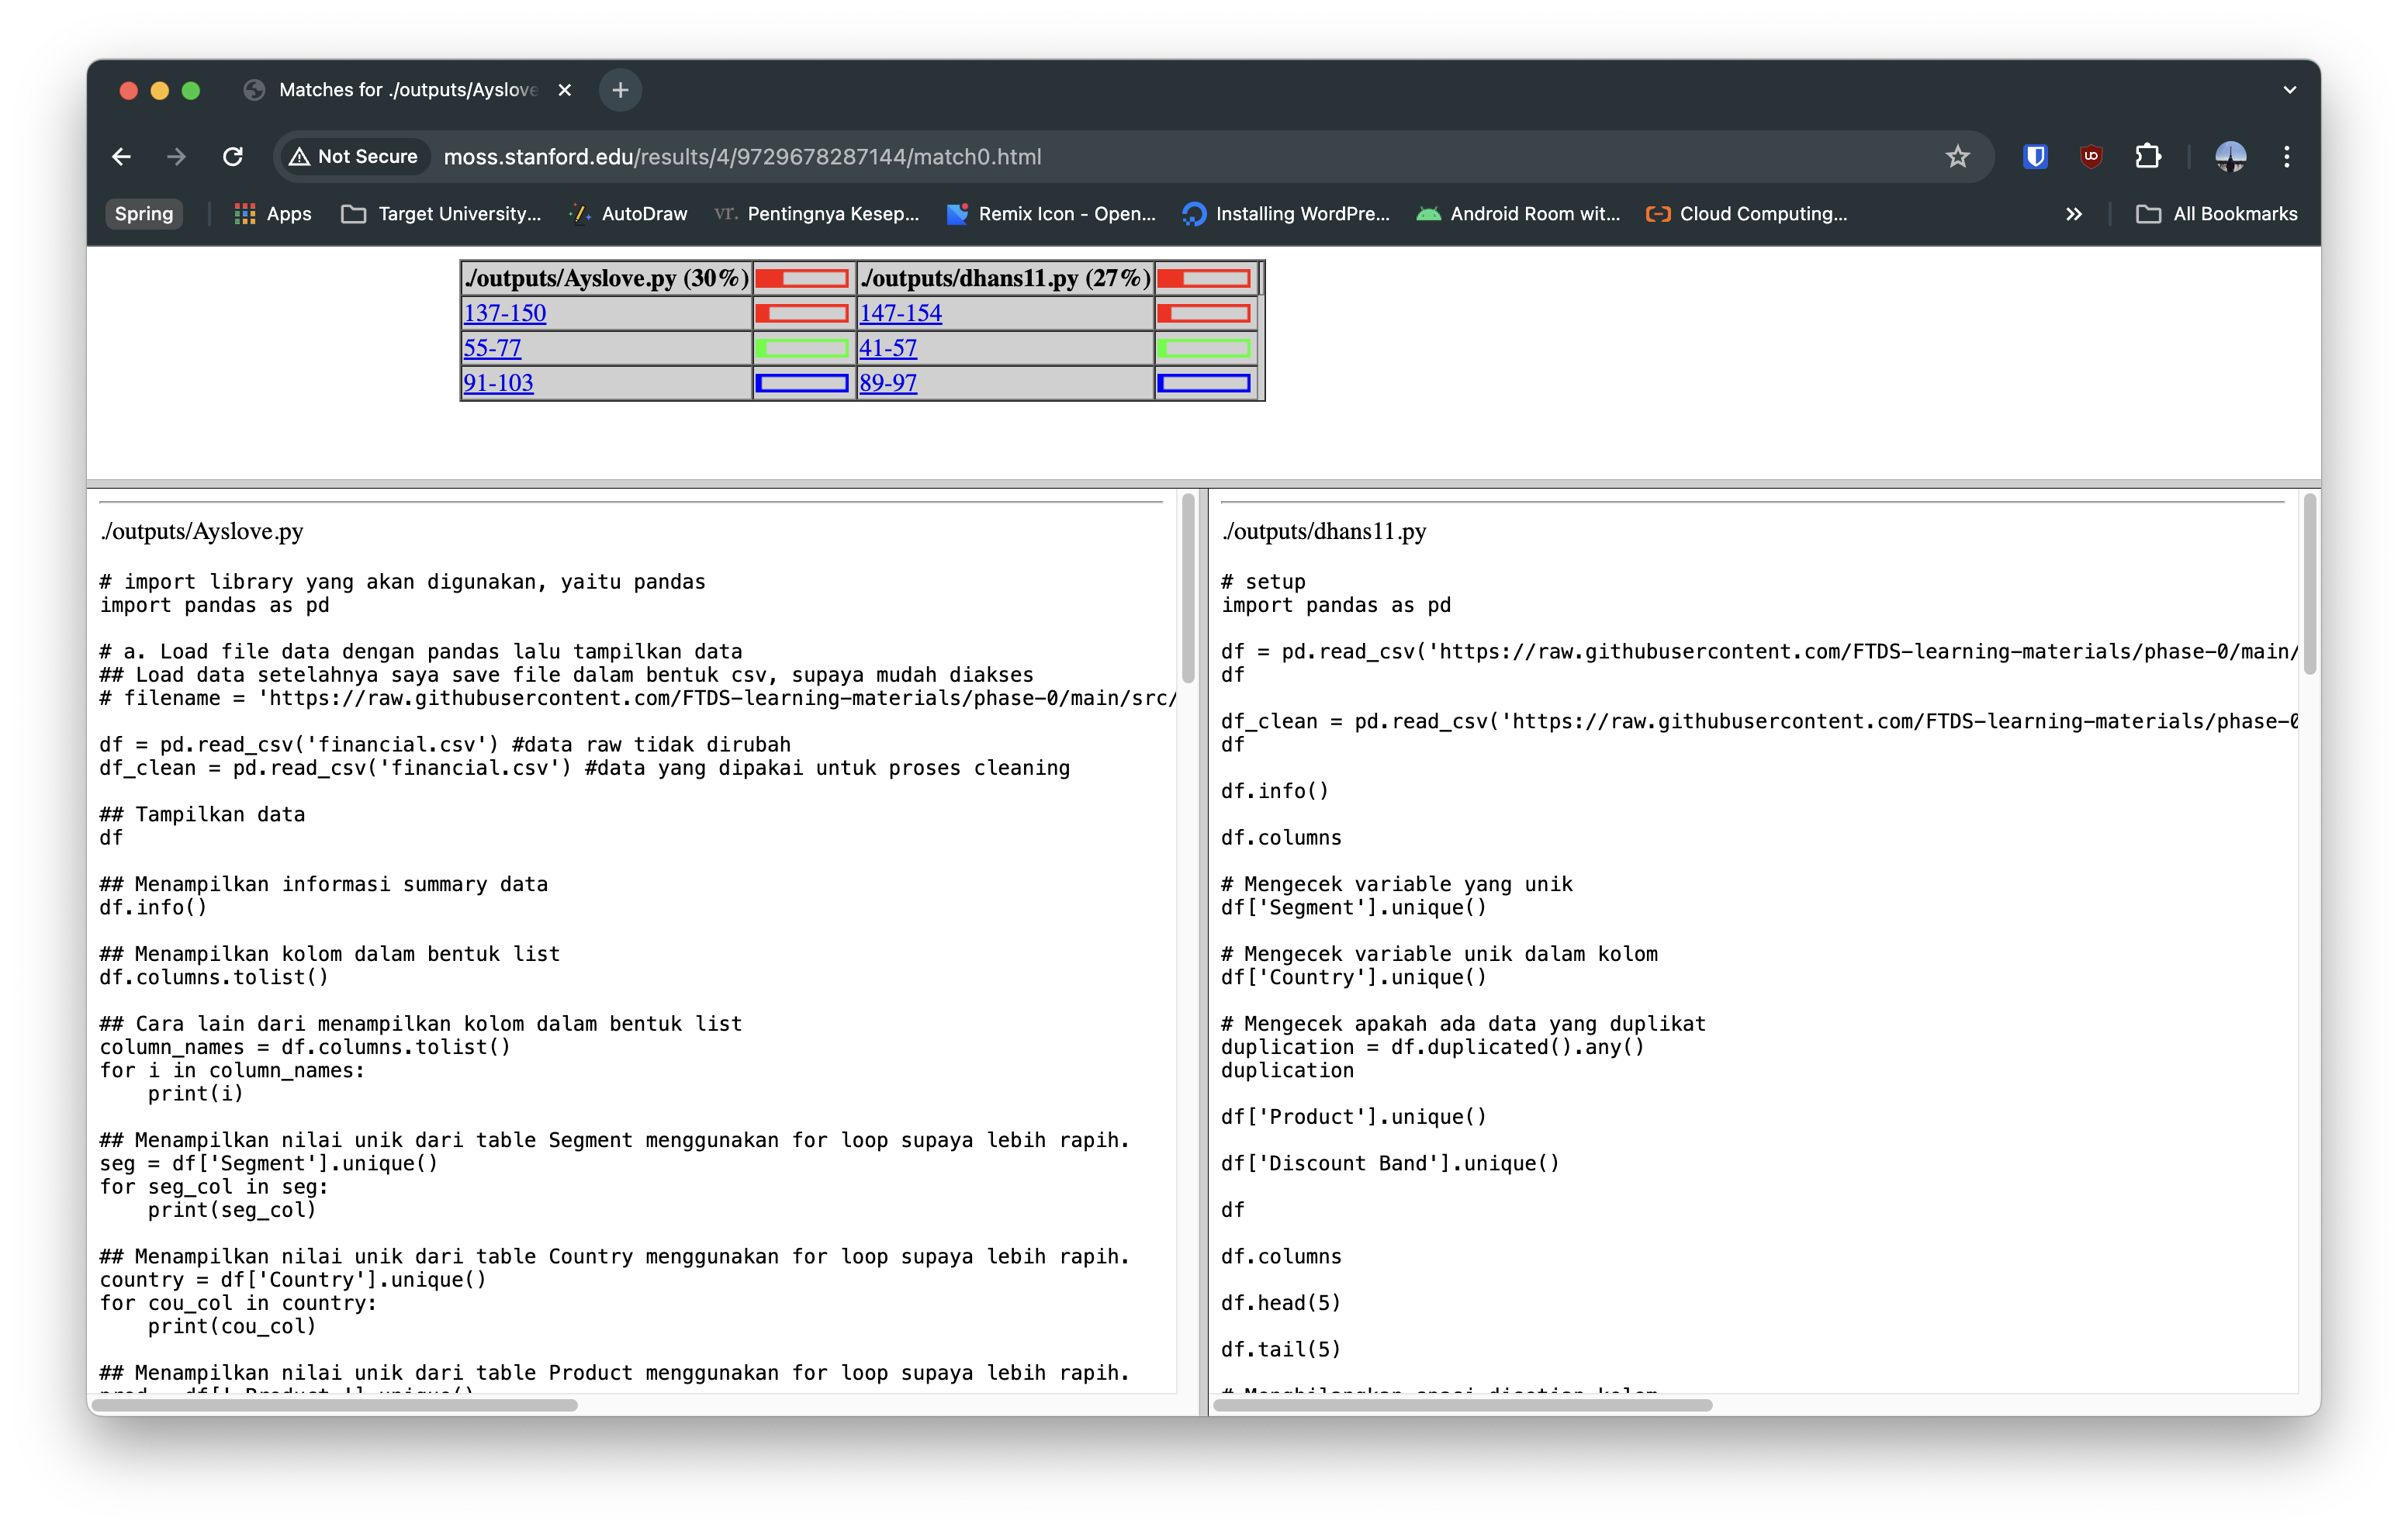 Matches for ./outputs/Ayslove
Not Secure
moss.stanford.edu/results/4/9729678287144/match0.html
Spring
Apps
Target University...
AutoDraw
vr. Pentingnya Kesep...
Remix Icon - Open...
Installing WordPre...
Android Room wit...
Cloud Computing...
All Bookmarks
./outputs/Ayslove.py (30%) ./outputs/dhans11.py (27%)
137-150 147-154
55-77 41-57
91-103 89-97
./outputs/Ayslove.py
# import library yang akan digunakan, yaitu pandas
import pandas as pd
# a. Load file data dengan pandas lalu tampilkan data
## Load data setelahnya saya save file dalam bentuk csv, supaya mudah diakses
# filename = 'https://raw.githubusercontent.com/FTDS-learning-materials/phase-0/main/src/
df = pd.read_csv('financial.csv') #data raw tidak dirubah
df_clean = pd.read_csv('financial.csv') #data yang dipakai untuk proses cleaning
## Tampilkan data
df
## Menampilkan informasi summary data
df.info()
## Menampilkan kolom dalam bentuk list
df.columns.tolist()
## Cara lain dari menampilkan kolom dalam bentuk list
column_names = df.columns.tolist()
for i in column_names:
    print(i)
## Menampilkan nilai unik dari table Segment menggunakan for loop supaya lebih rapih.
seg = df['Segment'].unique()
for seg_col in seg:
    print(seg_col)
## Menampilkan nilai unik dari table Country menggunakan for loop supaya lebih rapih.
country = df['Country'].unique()
for cou_col in country:
    print(cou_col)
## Menampilkan nilai unik dari table Product menggunakan for loop supaya lebih rapih.
./outputs/dhans11.py
# setup
import pandas as pd
df = pd.read_csv('https://raw.githubusercontent.com/FTDS-learning-materials/phase-0/main/
df
df_clean = pd.read_csv('https://raw.githubusercontent.com/FTDS-learning-materials/phase-0
df
df.info()
df.columns
# Mengecek variable yang unik
df['Segment'].unique()
# Mengecek variable unik dalam kolom
df['Country'].unique()
# Mengecek apakah ada data yang duplikat
duplication = df.duplicated().any()
duplication
df['Product'].unique()
df['Discount Band'].unique()
df
df.columns
df.head(5)
df.tail(5)